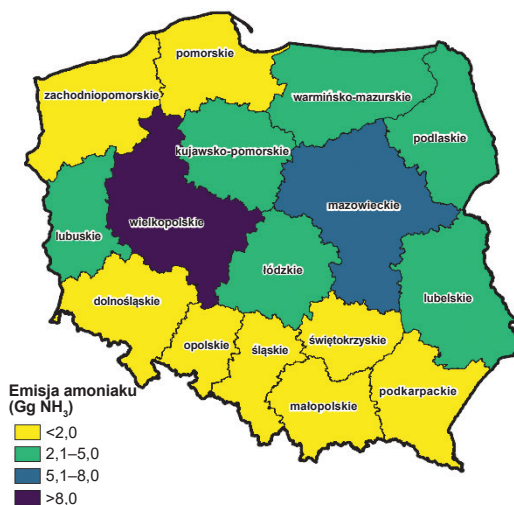 pomorskie
zachodniopomorskie
warmińsko-mazurskie
podlaskie
kujawsko-pomorskie
mazowieckie
wielkopolskie
lubuskie
łódzkie
lubelskie
dolnośląskie
opolskie
śląskie
świętokrzyskie
podkarpackie
małopolskie
Emisja amoniaku
(Gg NH₃)
<2,0
2,1–5,0
5,1–8,0
>8,0